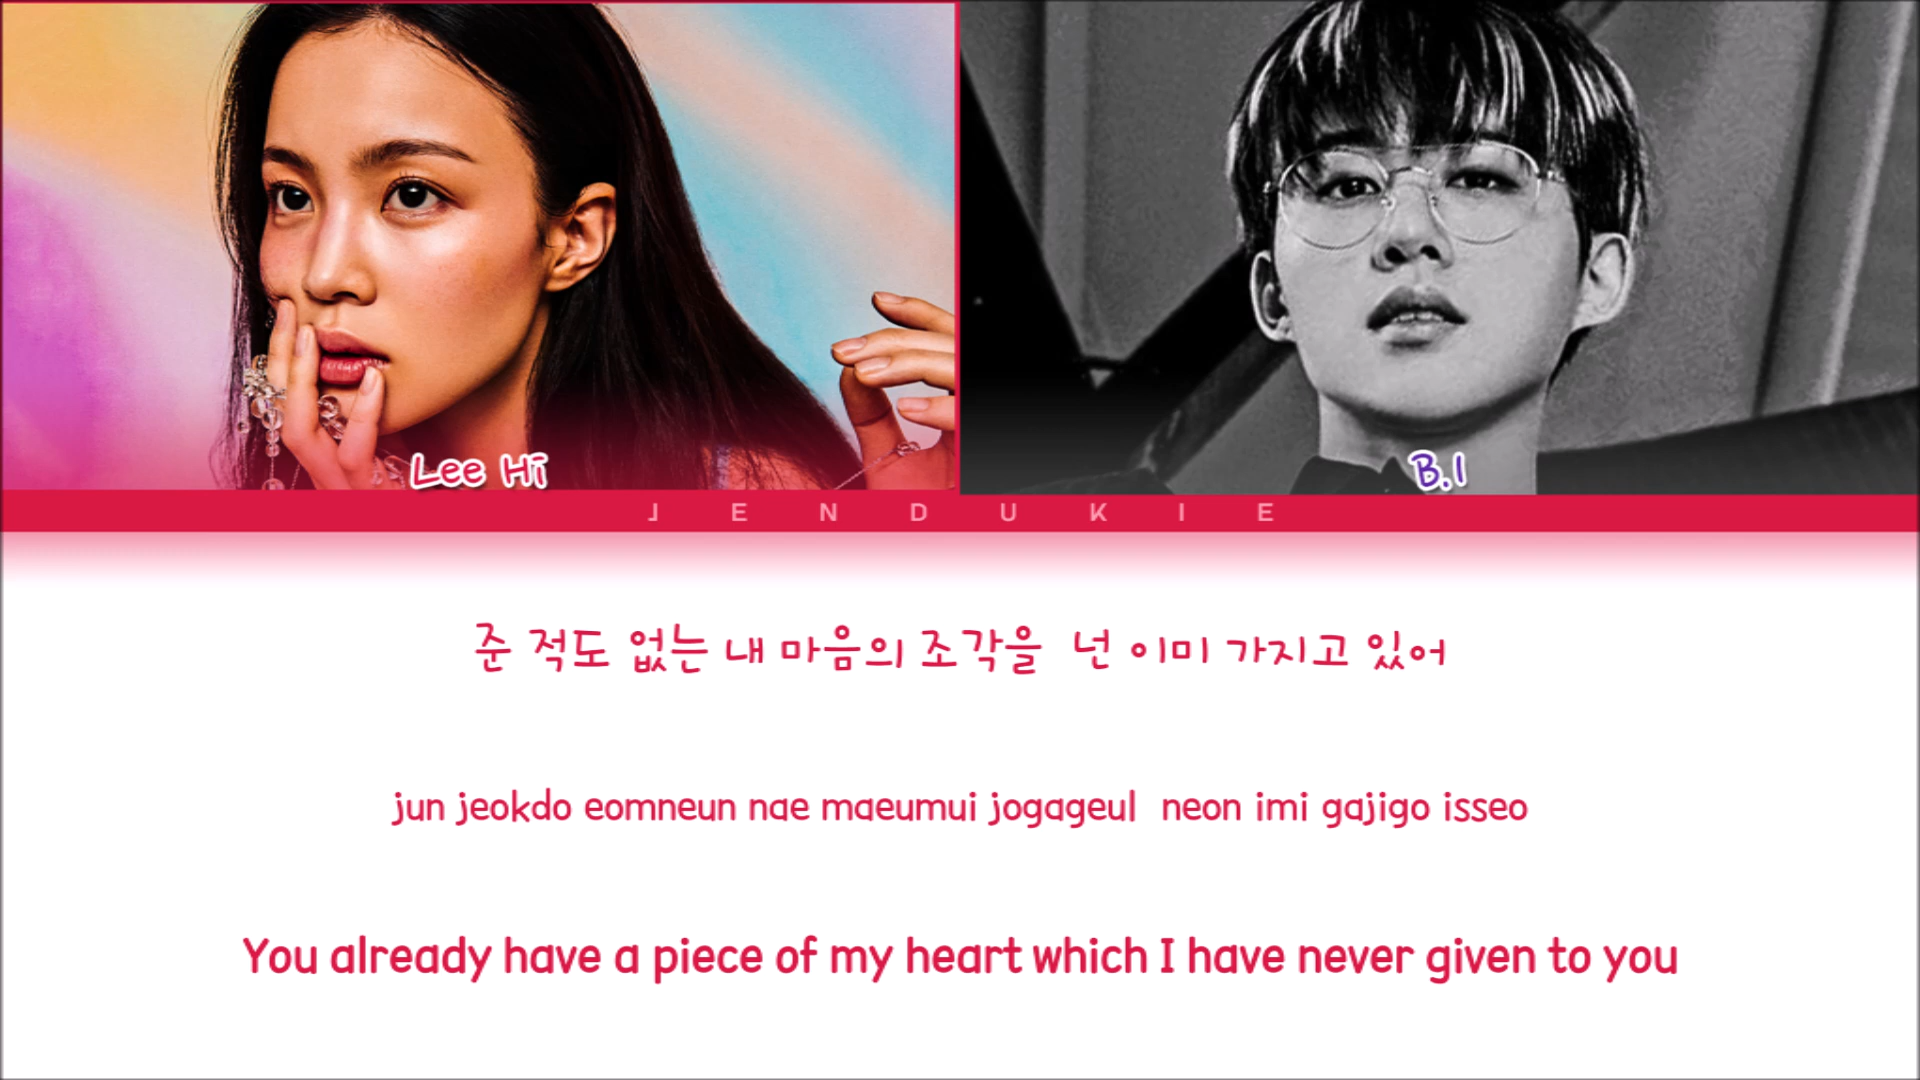 Lee Hi
B.I
JENDUKIE
준 적도 없는 내 마음의 조각을 넌 이미 가지고 있어
jun jeokdo eomneun nae maeumui jogageul neon imi gajigo isseo
You already have a piece of my heart which I have never given to you